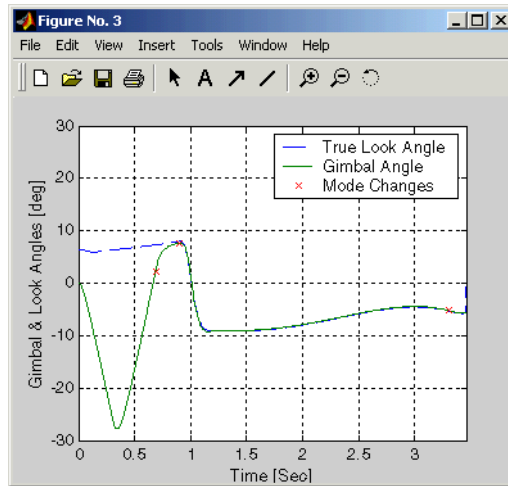 Figure No. 3
File Edit View Insert Tools Window Help
A
True Look Angle
Gimbal Angle
Mode Changes
Gimbal & Look Angles [deg]
30
20
10
0
-10
-20
-30
0 0.5 1 1.5 2 2.5 3
Time [Sec]